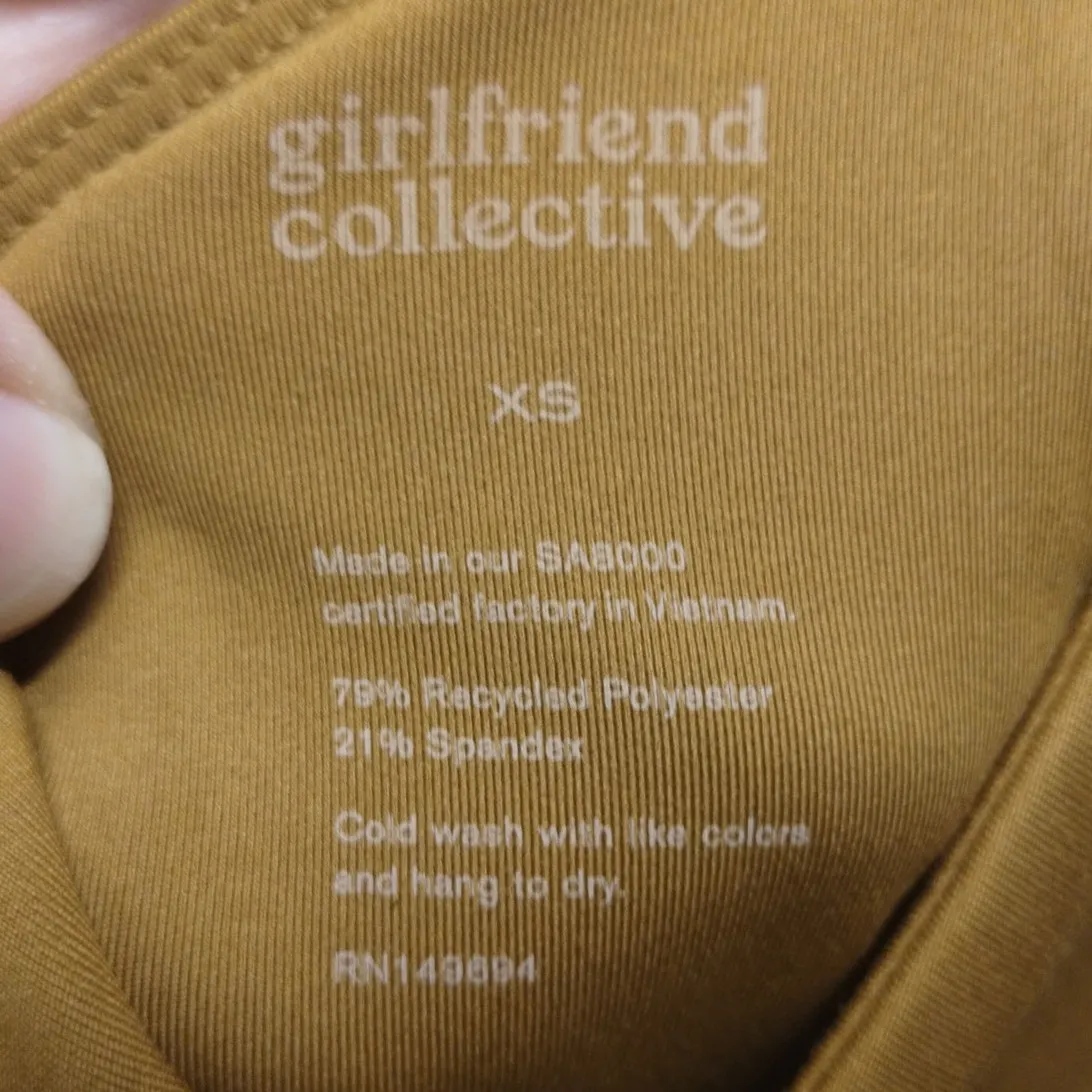 girlfriend
collective
XS
Made in our SA8000
certified factory in Vietnam.
79% Recycled Polyester
21% Spandex
Cold wash with like colors
and hang to dry.
RN149694